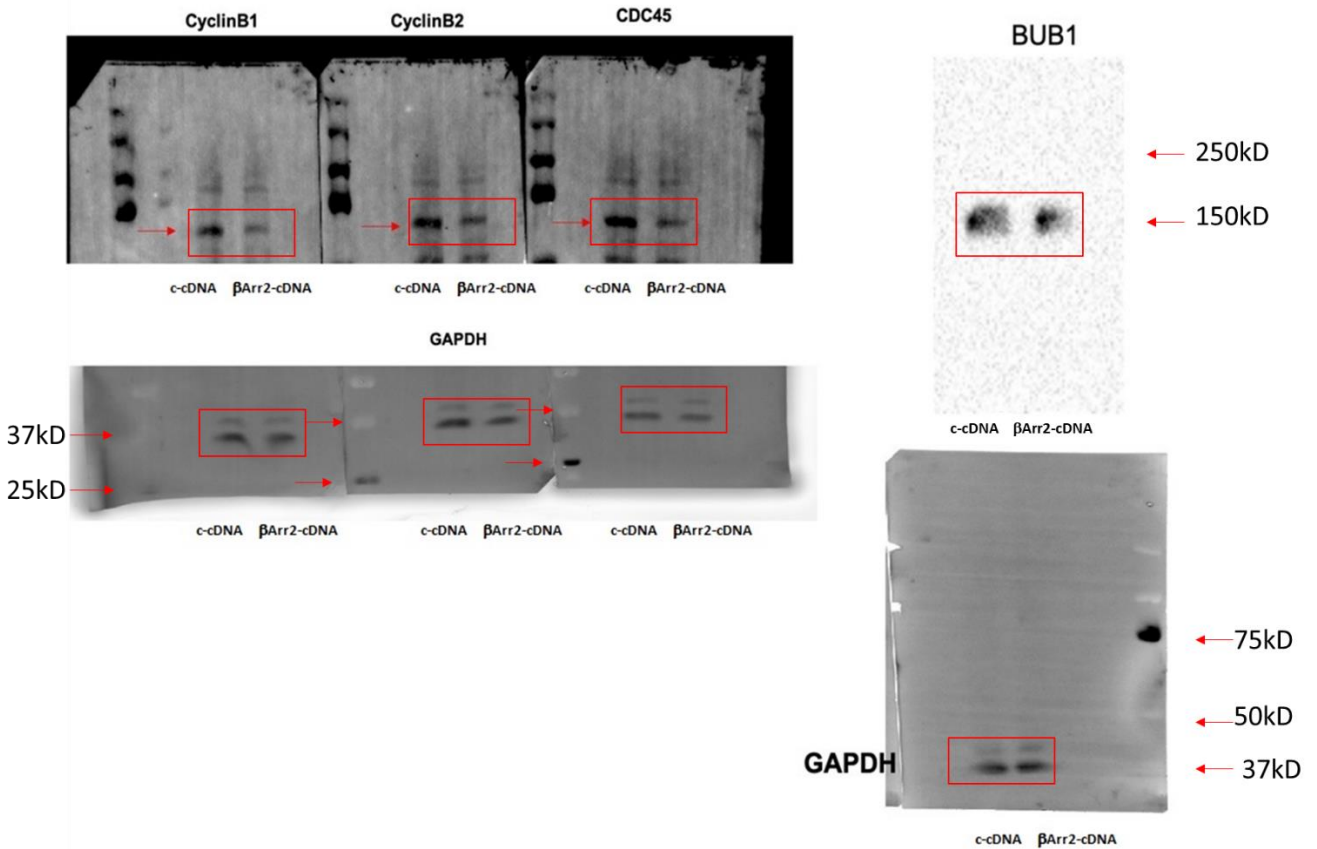 CyclinB1
CyclinB2
CDC45
c-cDNA βArr2-cDNA
c-cDNA βArr2-cDNA
c-cDNA βArr2-cDNA
GAPDH
37kD
25kD
c-cDNA βArr2-cDNA
c-cDNA βArr2-cDNA
c-cDNA βArr2-cDNA
BUB1
250kD
150kD
c-cDNA βArr2-cDNA
75kD
50kD
GAPDH
37kD
c-cDNA βArr2-cDNA